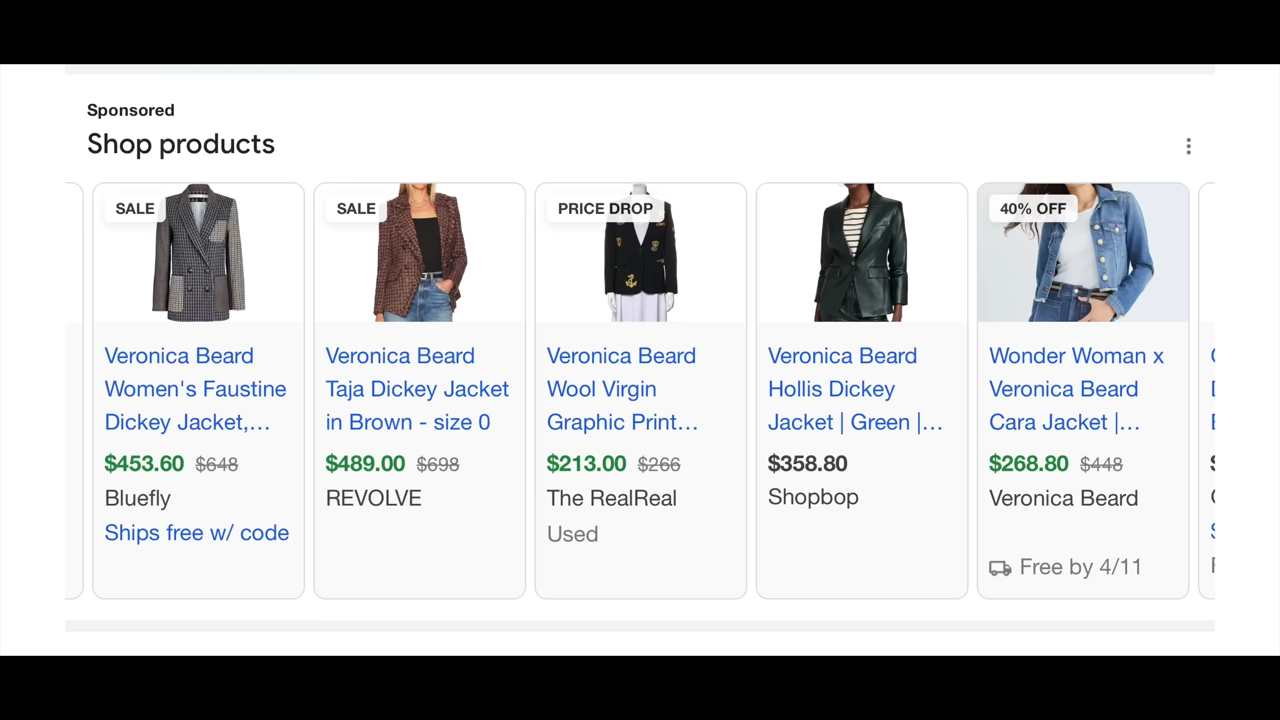 Sponsored
Shop products
SALE
Veronica Beard
Women's Faustine
Dickey Jacket,...
$453.60 $648
Bluefly
Ships free w/ code
SALE
Veronica Beard
Taja Dickey Jacket
in Brown - size 0
$489.00 $698
REVOLVE
PRICE DROP
Veronica Beard
Wool Virgin
Graphic Print...
$213.00 $266
The RealReal
Used
Veronica Beard
Hollis Dickey
Jacket | Green |...
$358.80
Shopbop
40% OFF
Wonder Woman x
Veronica Beard
Cara Jacket |...
$268.80 $448
Veronica Beard
Free by 4/11